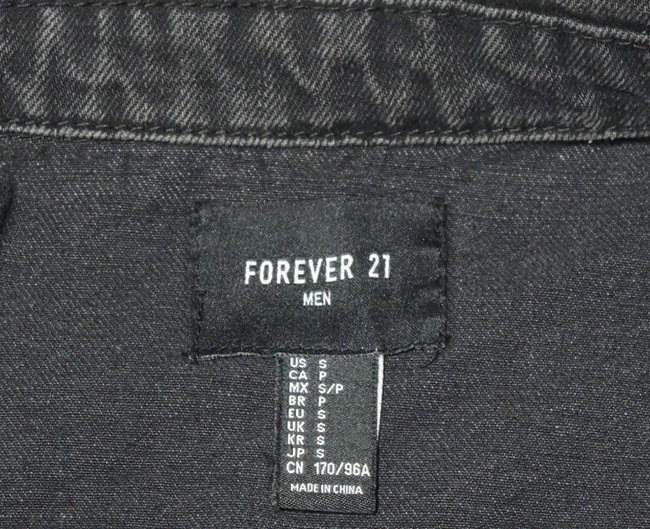 FOREVER 21
MEN
US S
CA P
MX S/P
BR P
EU S
UK S
KR S
JP S
CN 170/96A
MADE IN CHINA